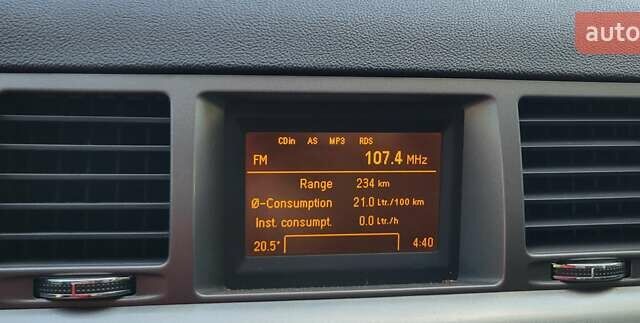 auto
CDin AS MP3 RDS
FM 107.4 MHz
Range 234 km
Ø-Consumption 21.0 Ltr./100 km
Inst. consumpt. 0.0 Ltr./h
20.5° 4:40